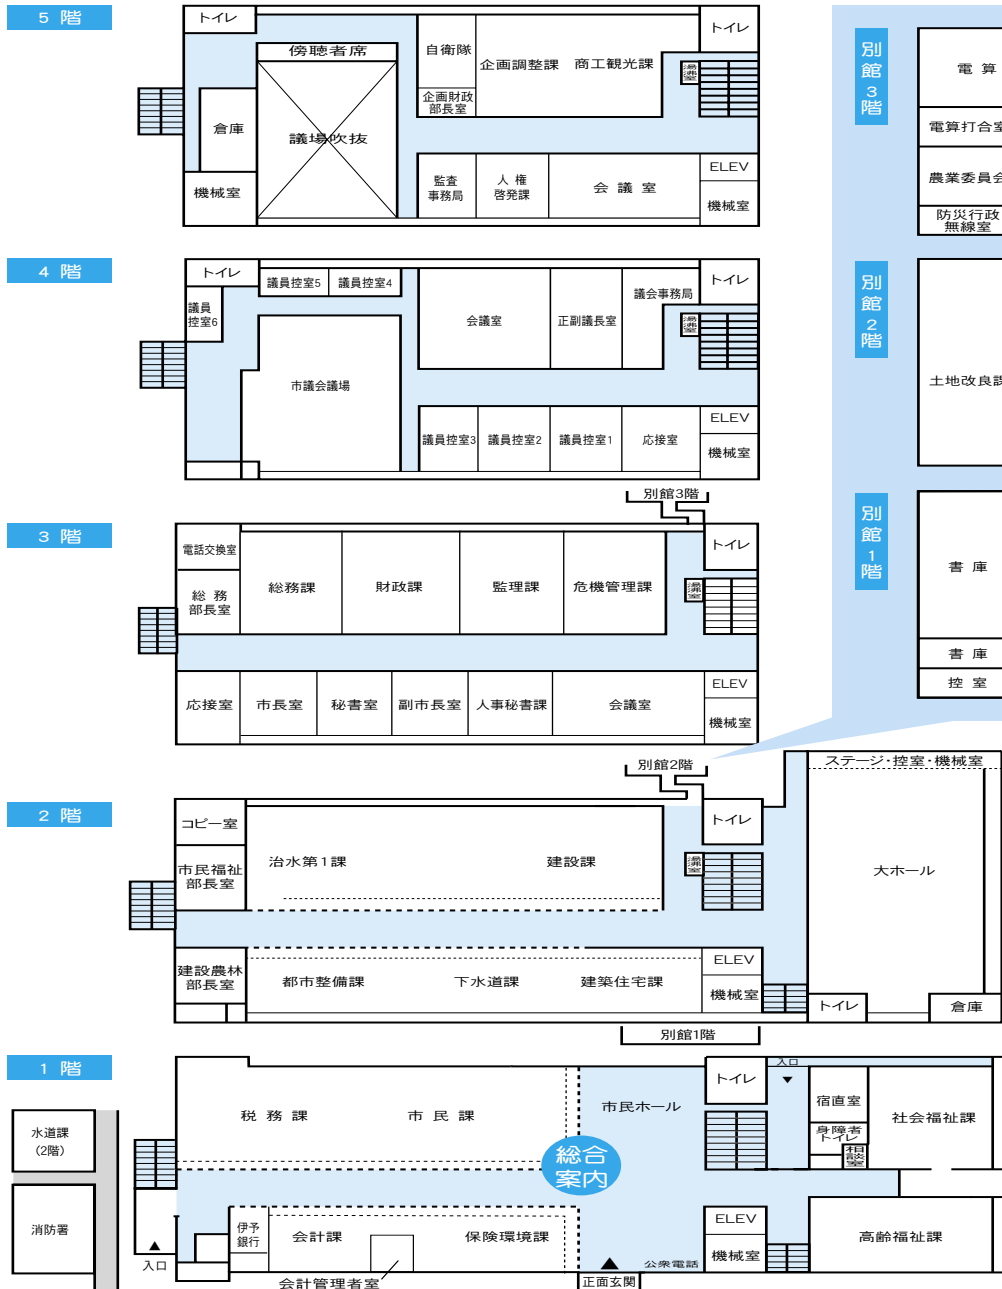 5 階
トイレ
傍聴者席
自衛隊
企画調整課
商工観光課
トイレ
湯沸室
企画財政
部長室
倉庫
議場吹抜
機械室
監査
事務局
人 権
啓発課
会 議 室
ELEV
機械室
4 階
トイレ
議員控室5
議員控室4
議員
控室6
会議室
正副議長室
議会事務局
トイレ
湯沸室
市議会議場
議員控室3
議員控室2
議員控室1
応接室
ELEV
機械室
別館3階
3 階
電話交換室
総 務
部長室
総務課
財政課
監理課
危機管理課
トイレ
湯沸室
応接室
市長室
秘書室
副市長室
人事秘書課
会議室
ELEV
機械室
別館2階
2 階
コピー室
市民福祉
部長室
治水第1課
建設課
トイレ
湯沸室
ステージ・控室・機械室
大ホール
建設農林
部長室
都市整備課
下水道課
建築住宅課
ELEV
機械室
トイレ
倉庫
別館1階
1 階
水道課
(2階)
消防署
入口
税 務 課
市 民 課
市民ホール
総合
案内
トイレ
入口
宿直室
身障者
トイレ
相談室
社会福祉課
伊予
銀行
会計課
保険環境課
会計管理者室
正面玄関
公衆電話
ELEV
機械室
高齢福祉課
別館3階
電 算
電算打合室
農業委員会
防災行政
無線室
別館2階
土地改良課
別館1階
書 庫
書 庫
控 室